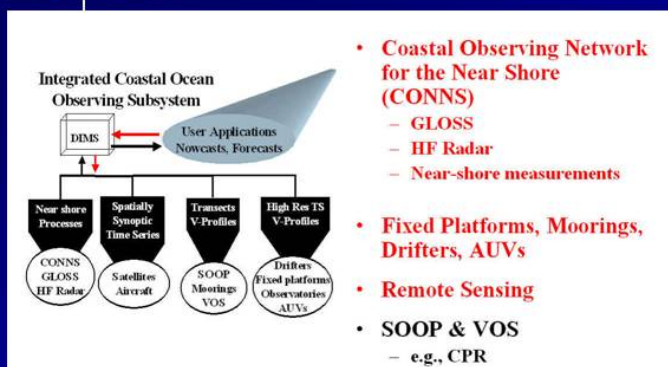 Integrated Coastal Ocean
Observing Subsystem
DIMS
User Applications
Nowcasts, Forecasts
Near shore
Processes
Spatially
Synoptic
Time Series
Transects
V-Profiles
High Res TS
V-Profiles
CONNS
GLOSS
HF Radar
Satellites
Aircraft
SOOP
Moorings
VOS
Drifters
Fixed platforms
Observatories
AUVs
• Coastal Observing Network
for the Near Shore
(CONNS)
– GLOSS
– HF Radar
– Near-shore measurements
• Fixed Platforms, Moorings,
Drifters, AUVs
• Remote Sensing
• SOOP & VOS
– e.g., CPR